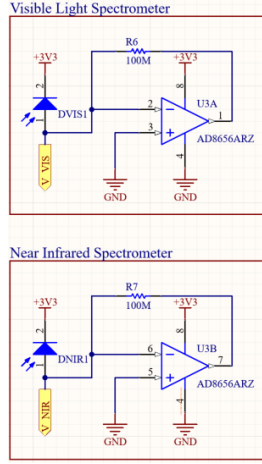 Visible Light Spectrometer
R6
+3V3
100M
+3V3
2
8
U3A
2
1
3
DVIS1
1
AD8656ARZ
4
V_VIS
GND
GND
Near Infrared Spectrometer
R7
+3V3
100M
+3V3
2
8
U3B
6
7
5
DNIR1
1
AD8656ARZ
4
V_NIR
GND
GND